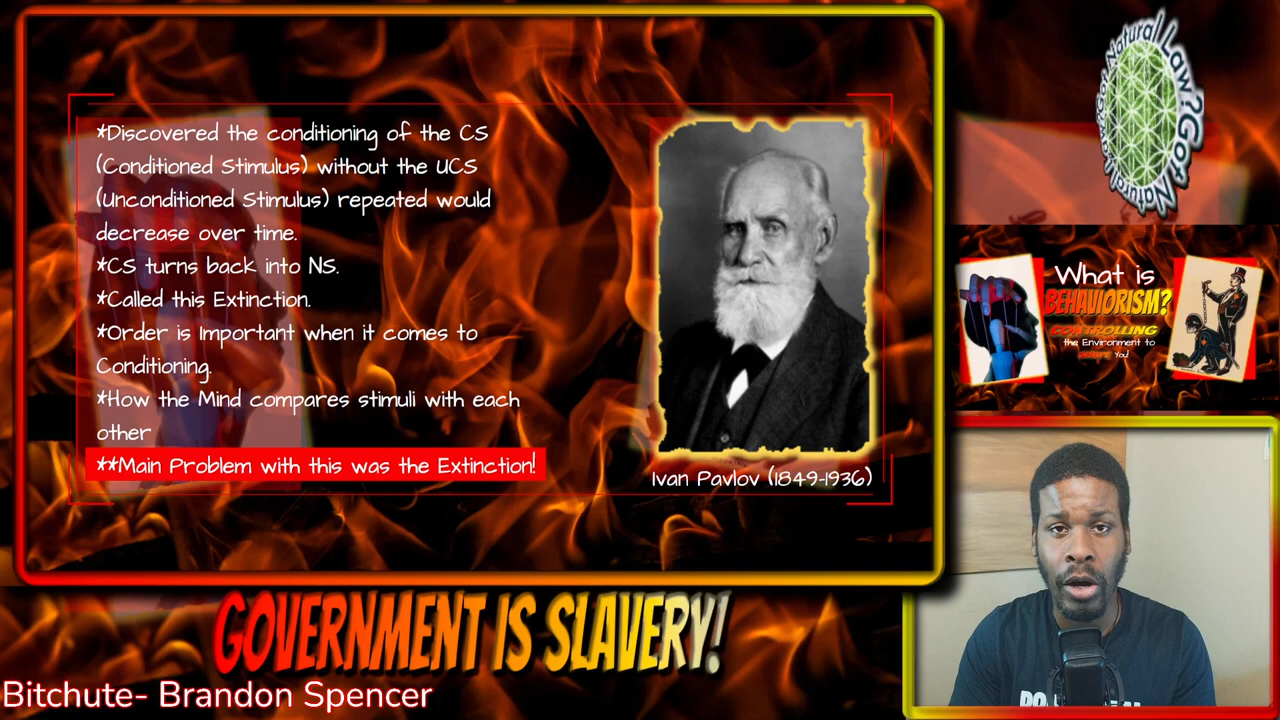 *Discovered the conditioning of the CS
(Conditioned Stimulus) without the UCS
(Unconditioned Stimulus) repeated would
decrease over time.
*CS turns back into NS.
*Called this Extinction.
*Order is Important when it comes to
Conditioning.
*How the Mind compares stimuli with each
other
**Main Problem with this was the Extinction!
Ivan Pavlov (1849-1936)
Natural Law?Got
What is
BEHAVIORISM?
CONTROLLING
the Environment to
You!
GOVERNMENT IS SLAVERY!
Bitchute- Brandon Spencer